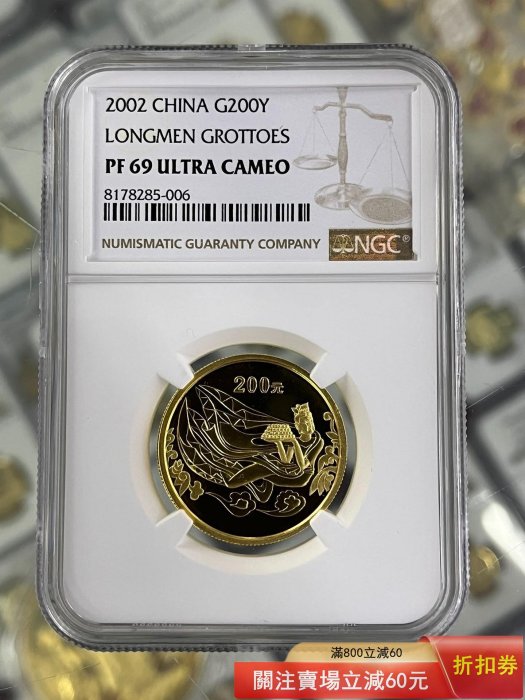 2002 CHINA G200Y
LONGMEN GROTTOES
PF 69 ULTRA CAMEO
8178285-006
NUMISMATIC GUARANTY COMPANY
NGC®
200元
滿800立減60
關注賣場立減60元
折扣券